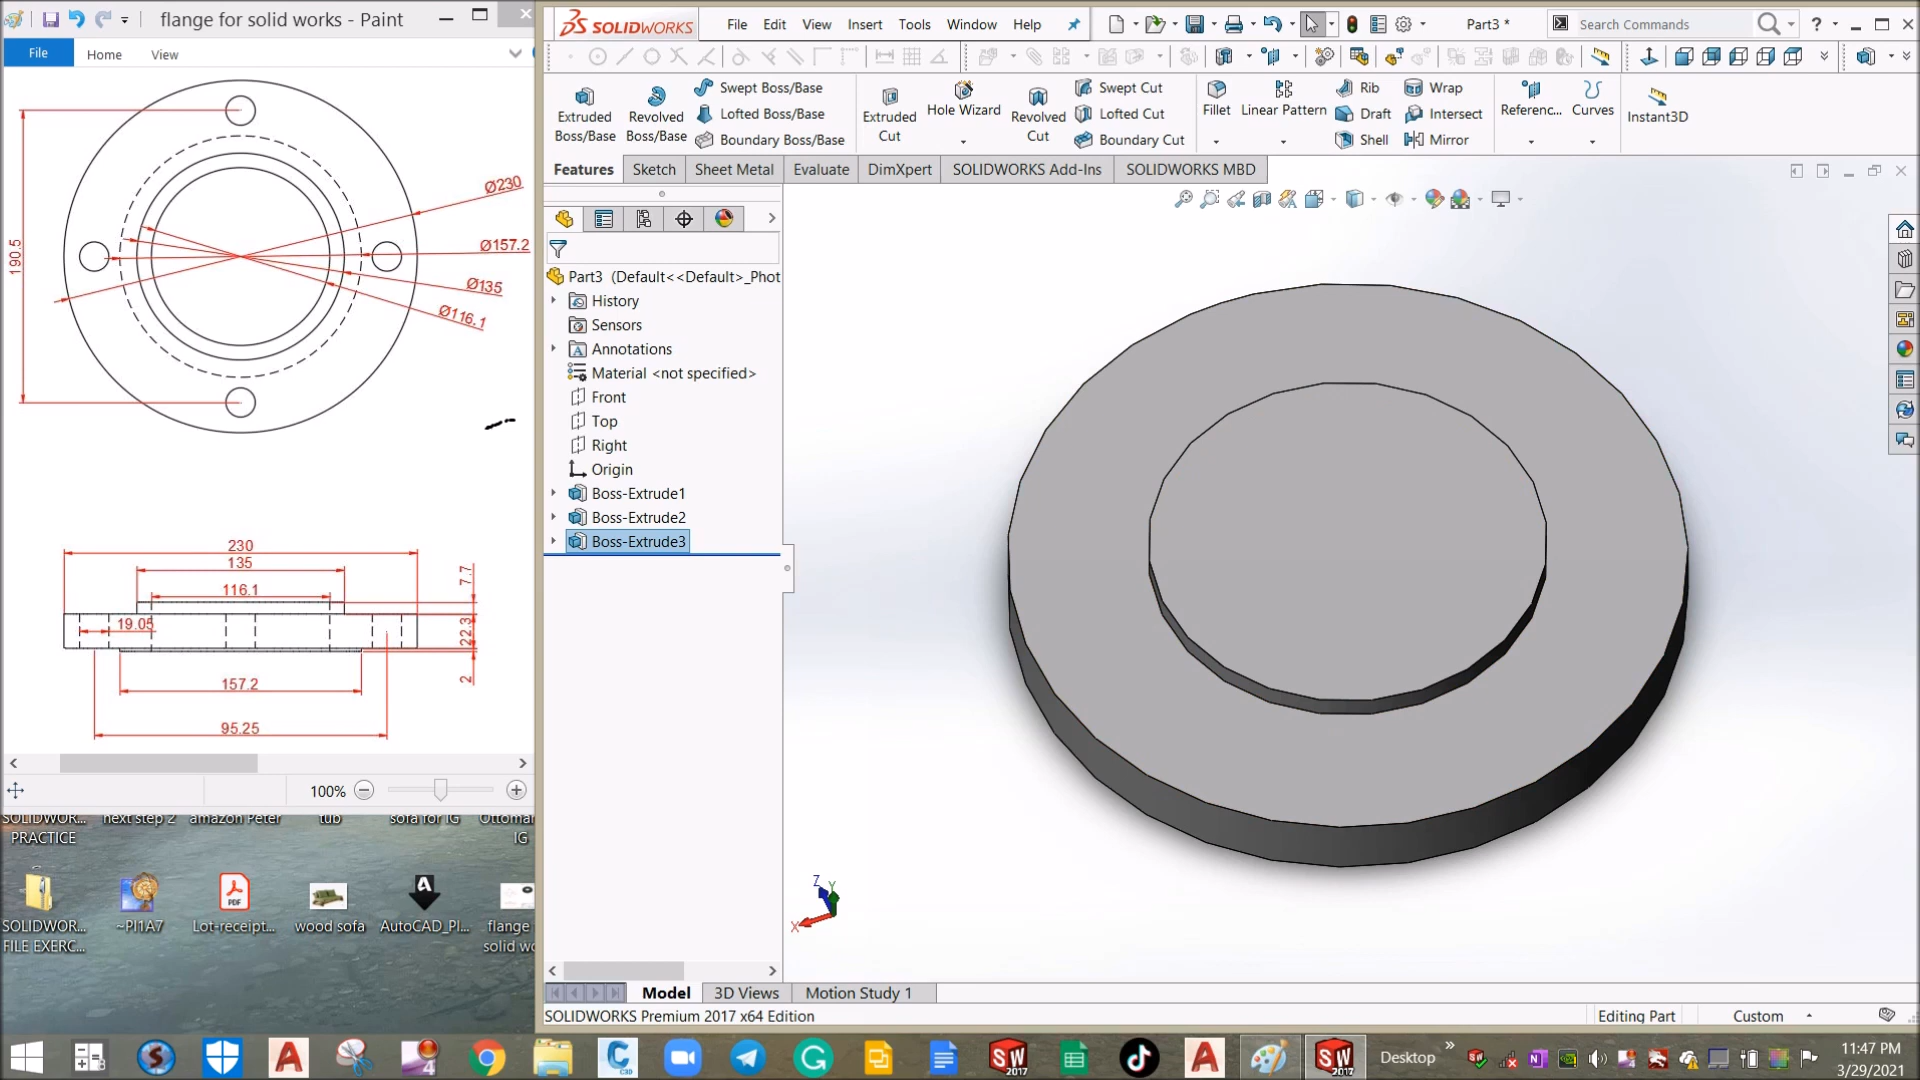 flange for solid works - Paint
File Home View
190.5
Ø230
Ø157.2
Ø135
Ø116.1
230
135
116.1
7.7
19.05
22.3
157.2
2
95.25
100%
SOLIDWOR... next step 2 amazon Peter tub sofa for IG Ottoman
PRACTICE IG
SOLIDWOR... ~PI1A7 Lot-receipt... wood sofa AutoCAD_PI... flange
FILE EXERC... solid wo
SOLIDWORKS File Edit View Insert Tools Window Help Part3 * Search Commands
Extruded Boss/Base
Revolved Boss/Base
Swept Boss/Base
Lofted Boss/Base
Boundary Boss/Base
Extruded Cut
Hole Wizard
Revolved Cut
Swept Cut
Lofted Cut
Boundary Cut
Fillet
Linear Pattern
Rib
Draft
Shell
Wrap
Intersect
Mirror
Referenc...
Curves
Instant3D
Features Sketch Sheet Metal Evaluate DimXpert SOLIDWORKS Add-Ins SOLIDWORKS MBD
Part3 (Default<<Default>_Phot
History
Sensors
Annotations
Material <not specified>
Front
Top
Right
Origin
Boss-Extrude1
Boss-Extrude2
Boss-Extrude3
Z Y
X
Model 3D Views Motion Study 1
SOLIDWORKS Premium 2017 x64 Edition Editing Part Custom
Desktop
11:47 PM
3/29/2021